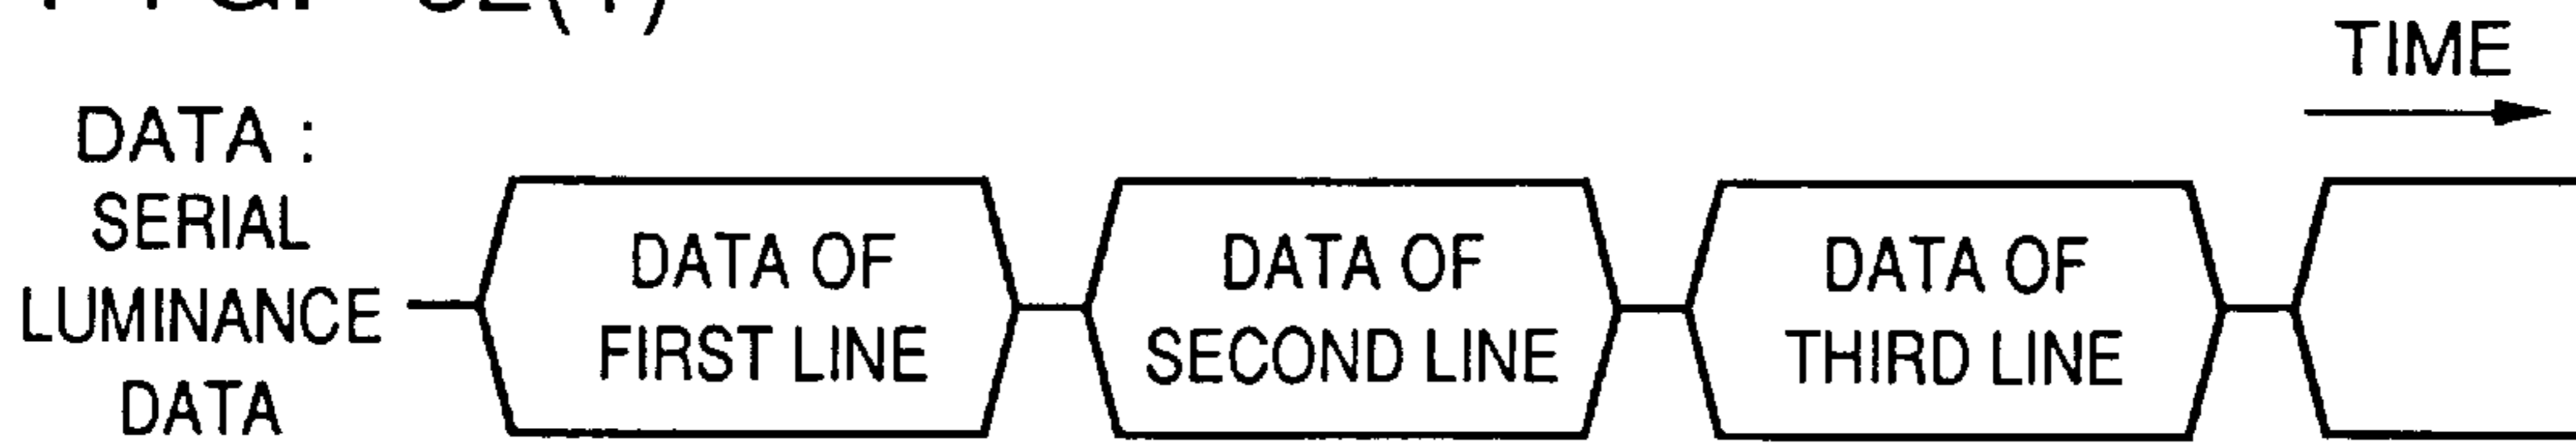 TIME
DATA :
SERIAL
LUMINANCE
DATA
DATA OF
FIRST LINE
DATA OF
SECOND LINE
DATA OF
THIRD LINE